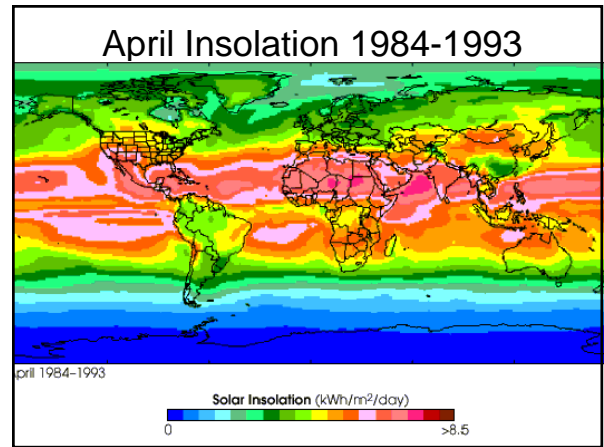 April Insolation 1984-1993
pril 1984-1993
Solar Insolation (kWh/m²/day)
0 >8.5